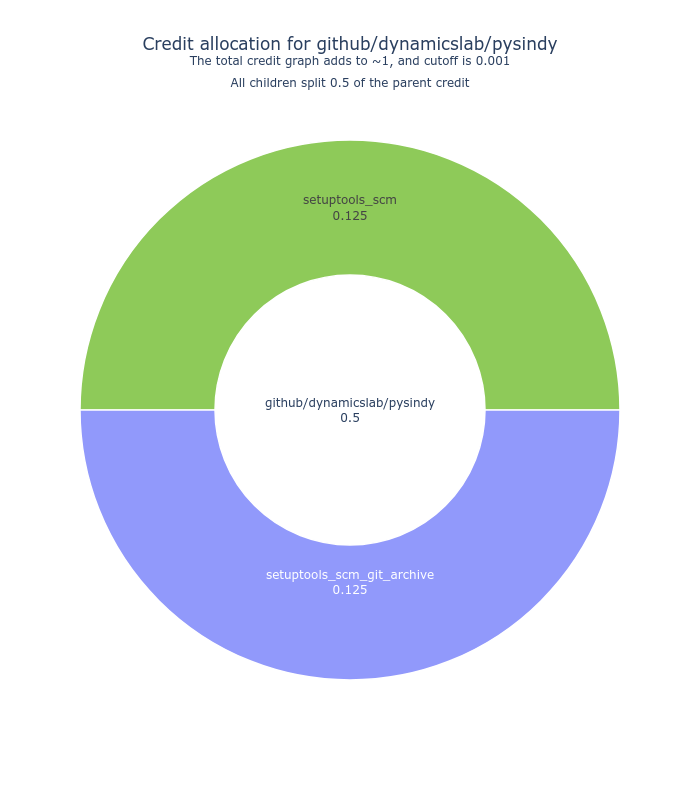 Credit allocation for github/dynamicslab/pysindy
The total credit graph adds to ~1, and cutoff is 0.001
All children split 0.5 of the parent credit
setuptools_scm
0.125
github/dynamicslab/pysindy
0.5
setuptools_scm_git_archive
0.125